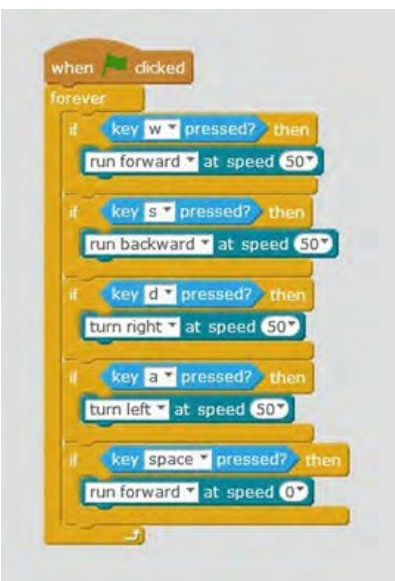 when clicked
forever
if key w pressed? then
run forward at speed 50
if key s pressed? then
run backward at speed 50
if key d pressed? then
turn right at speed 50
if key a pressed? then
turn left at speed 50
if key space pressed? then
run forward at speed 0